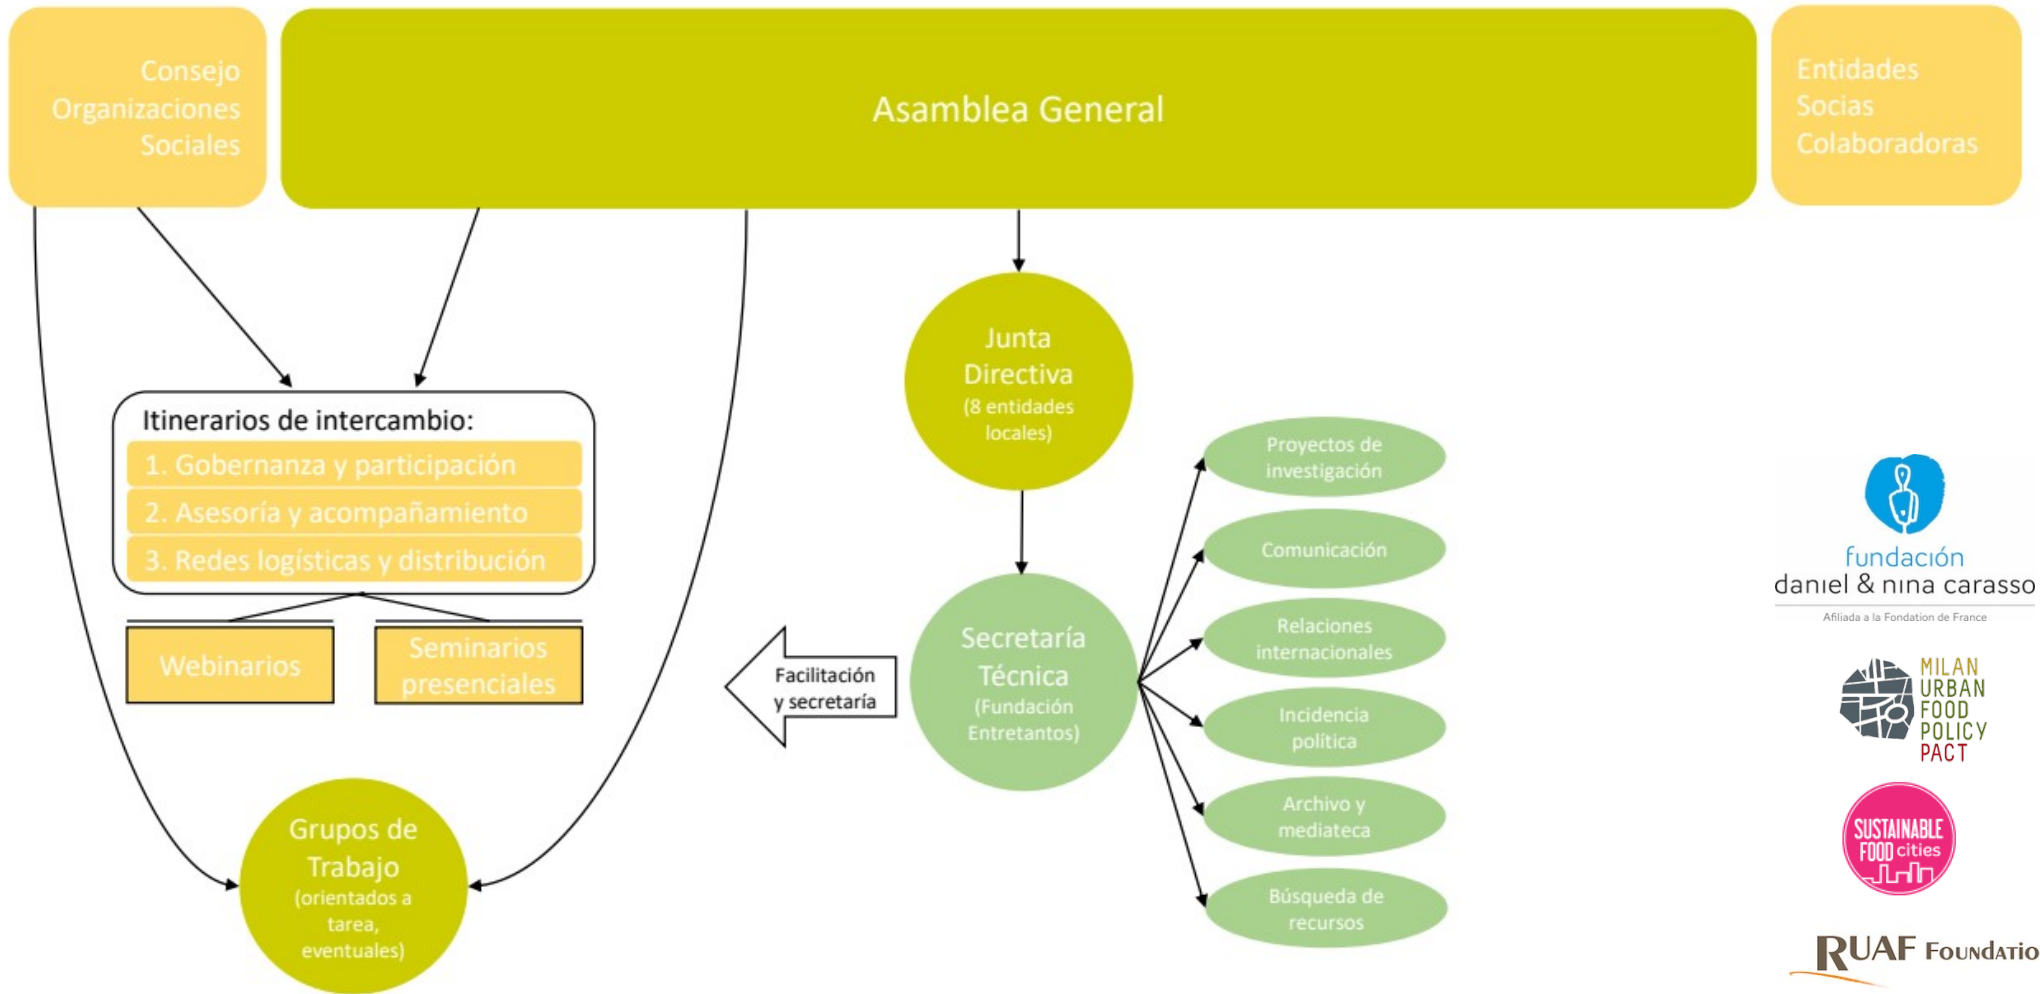 Consejo
Organizaciones
Sociales
Asamblea General
Entidades
Socias
Colaboradoras
Junta
Directiva
(8 entidades
locales)
Itinerarios de intercambio:
1. Gobernanza y participación
2. Asesoría y acompañamiento
3. Redes logísticas y distribución
Webinarios
Seminarios
presenciales
Facilitación
y secretaría
Secretaría
Técnica
(Fundación
Entretantos)
Proyectos de
investigación
Comunicación
Relaciones
internacionales
Incidencia
política
Archivo y
mediateca
Búsqueda de
recursos
Grupos de
Trabajo
(orientados a
tarea,
eventuales)
fundación
daniel & nina carasso
Afiliada a la Fondation de France
MILAN
URBAN
FOOD
POLICY
PACT
SUSTAINABLE
FOOD cities
RUAF FOUNDATIO